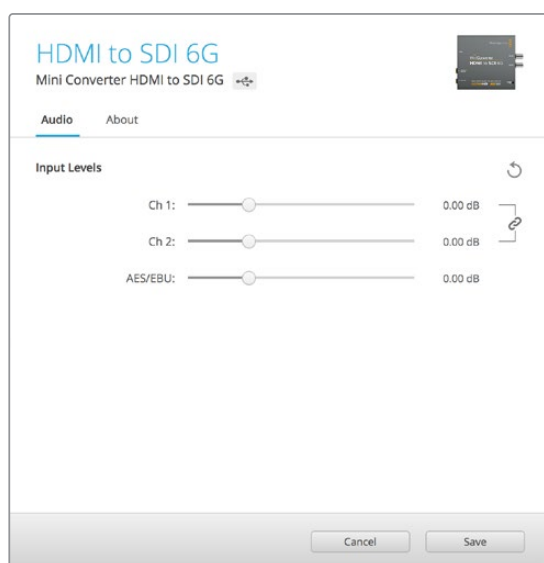 HDMI to SDI 6G
Mini Converter HDMI to SDI 6G
Audio About
Input Levels
Ch 1: 0.00 dB
Ch 2: 0.00 dB
AES/EBU: 0.00 dB
Cancel Save